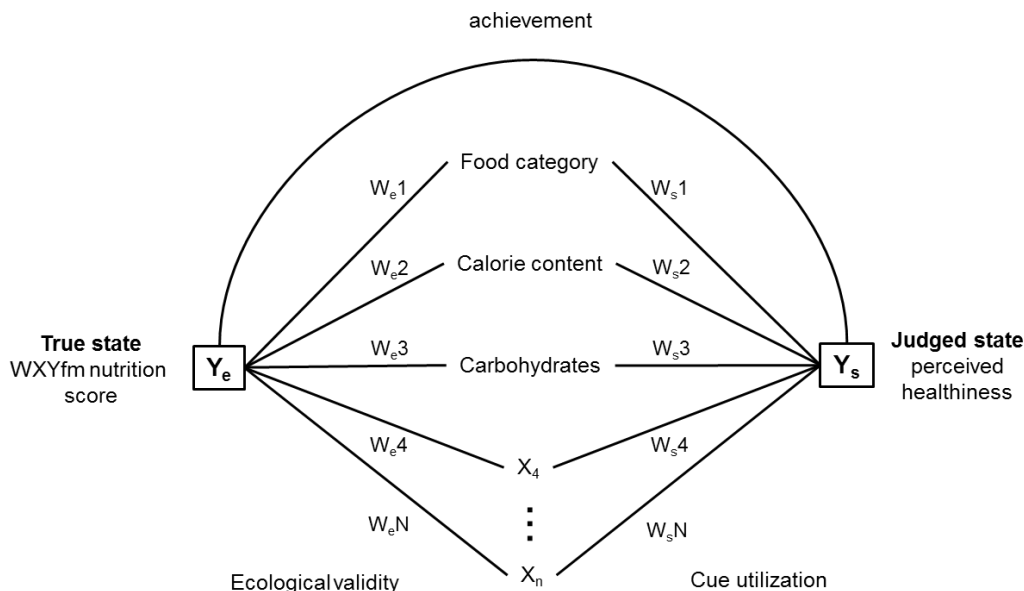 achievement
Food category
Wₑ1
Wₛ1
Calorie content
Wₑ2
Wₛ2
True state
WXYfm nutrition
score
Yₑ
Wₑ3
Carbohydrates
Wₛ3
Yₛ
Judged state
perceived
healthiness
Wₑ4
Wₛ4
X₄
⋮
WₑN
WₛN
Xₙ
Ecological validity
Cue utilization